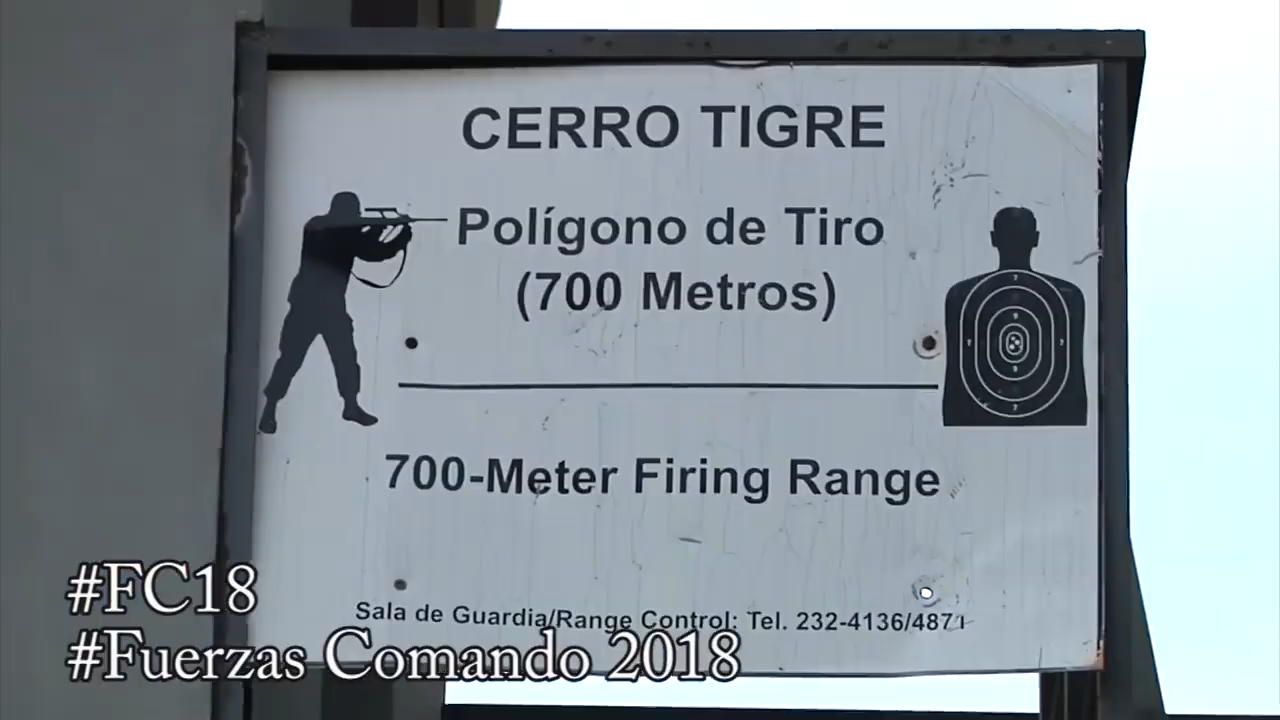 CERRO TIGRE
Polígono de Tiro
(700 Metros)
700-Meter Firing Range
Sala de Guardia/Range Control: Tel. 232-4136/4871
#FC18
#Fuerzas Comando 2018